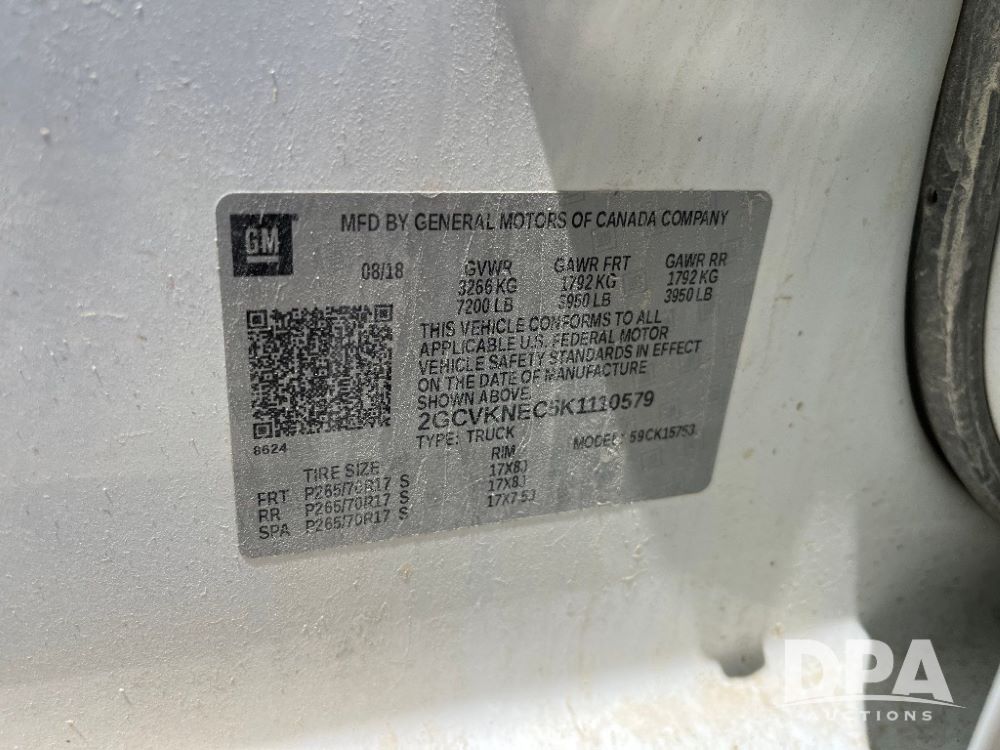 GM
MFD BY GENERAL MOTORS OF CANADA COMPANY
08/18 GVWR GAWR FRT GAWR RR
3266 KG 1792 KG 1792 KG
7200 LB 3950 LB 3950 LB
THIS VEHICLE CONFORMS TO ALL
APPLICABLE U.S. FEDERAL MOTOR
VEHICLE SAFETY STANDARDS IN EFFECT
ON THE DATE OF MANUFACTURE
SHOWN ABOVE.
2GCVKNEC5K1110579
TYPE: TRUCK MODEL: 59CK15753
8624
TIRE SIZE RIM
FRT P265/70R17 S 17X8J
RR P265/70R17 S 17X8J
SPA P265/70R17 S 17X7.5J
DPA
AUCTIONS